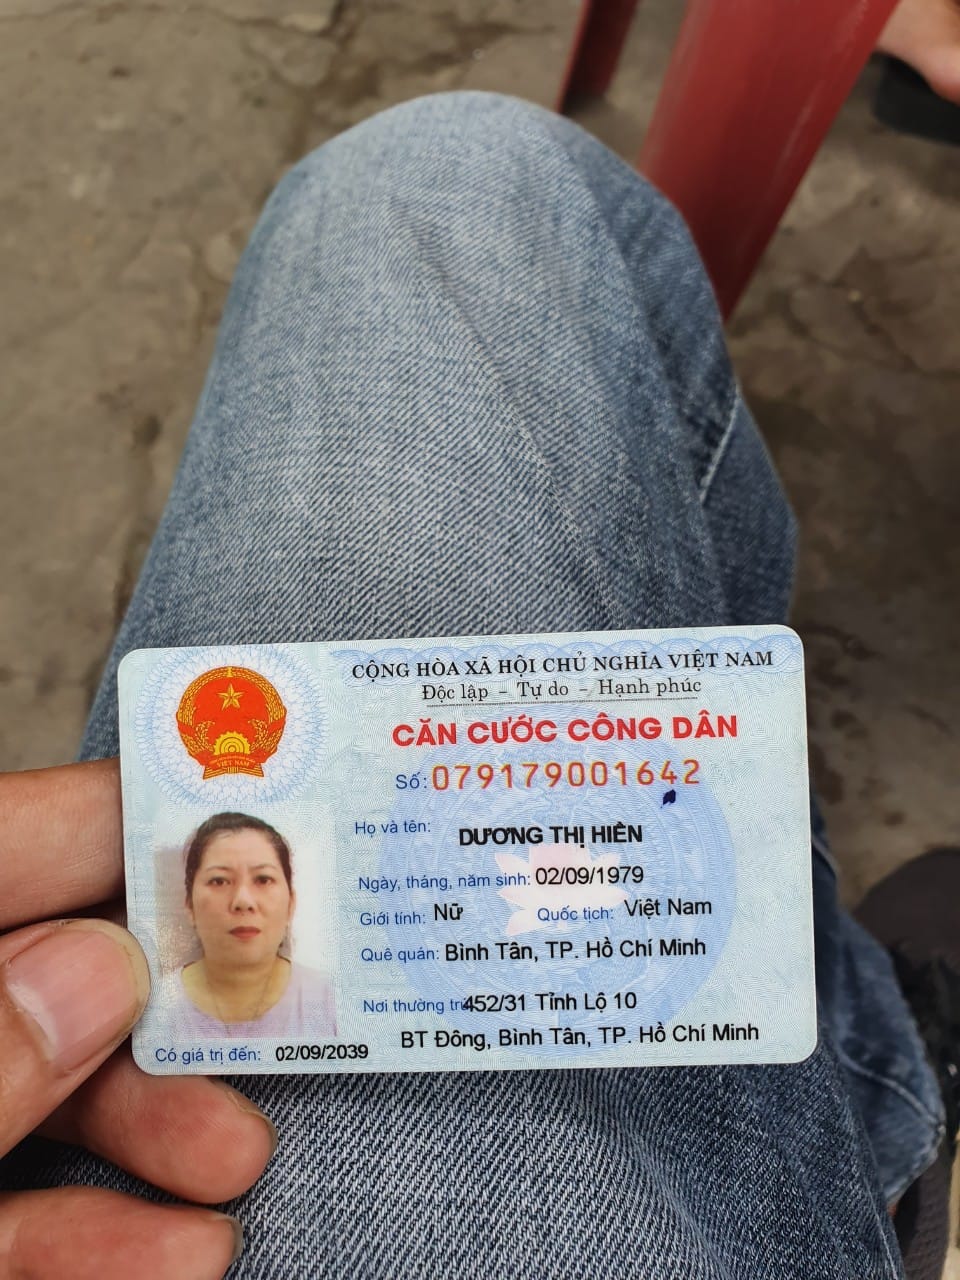 CỘNG HÒA XÃ HỘI CHỦ NGHĨA VIỆT NAM
Độc lập – Tự do – Hạnh phúc
CĂN CƯỚC CÔNG DÂN
Số: 079179001642
Họ và tên: DƯƠNG THỊ HIỀN
Ngày, tháng, năm sinh: 02/09/1979
Giới tính: Nữ Quốc tịch: Việt Nam
Quê quán: Bình Tân, TP. Hồ Chí Minh
Nơi thường trú: 452/31 Tỉnh Lộ 10
BT Đông, Bình Tân, TP. Hồ Chí Minh
Có giá trị đến: 02/09/2039
VIỆT NAM